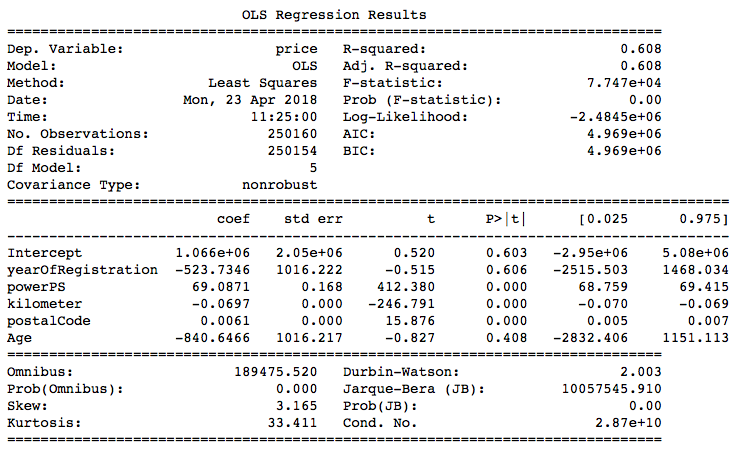 OLS Regression Results
==============================================================================
Dep. Variable: price R-squared: 0.608
Model: OLS Adj. R-squared: 0.608
Method: Least Squares F-statistic: 7.747e+04
Date: Mon, 23 Apr 2018 Prob (F-statistic): 0.00
Time: 11:25:00 Log-Likelihood: -2.4845e+06
No. Observations: 250160 AIC: 4.969e+06
Df Residuals: 250154 BIC: 4.969e+06
Df Model: 5
Covariance Type: nonrobust
======================================================================================
coef std err t P>|t| [0.025 0.975]
--------------------------------------------------------------------------------------
Intercept 1.066e+06 2.05e+06 0.520 0.603 -2.95e+06 5.08e+06
yearOfRegistration -523.7346 1016.222 -0.515 0.606 -2515.503 1468.034
powerPS 69.0871 0.168 412.380 0.000 68.759 69.415
kilometer -0.0697 0.000 -246.791 0.000 -0.070 -0.069
postalCode 0.0061 0.000 15.876 0.000 0.005 0.007
Age -840.6466 1016.217 -0.827 0.408 -2832.406 1151.113
==============================================================================
Omnibus: 189475.520 Durbin-Watson: 2.003
Prob(Omnibus): 0.000 Jarque-Bera (JB): 10057545.910
Skew: 3.165 Prob(JB): 0.00
Kurtosis: 33.411 Cond. No. 2.87e+10
==============================================================================